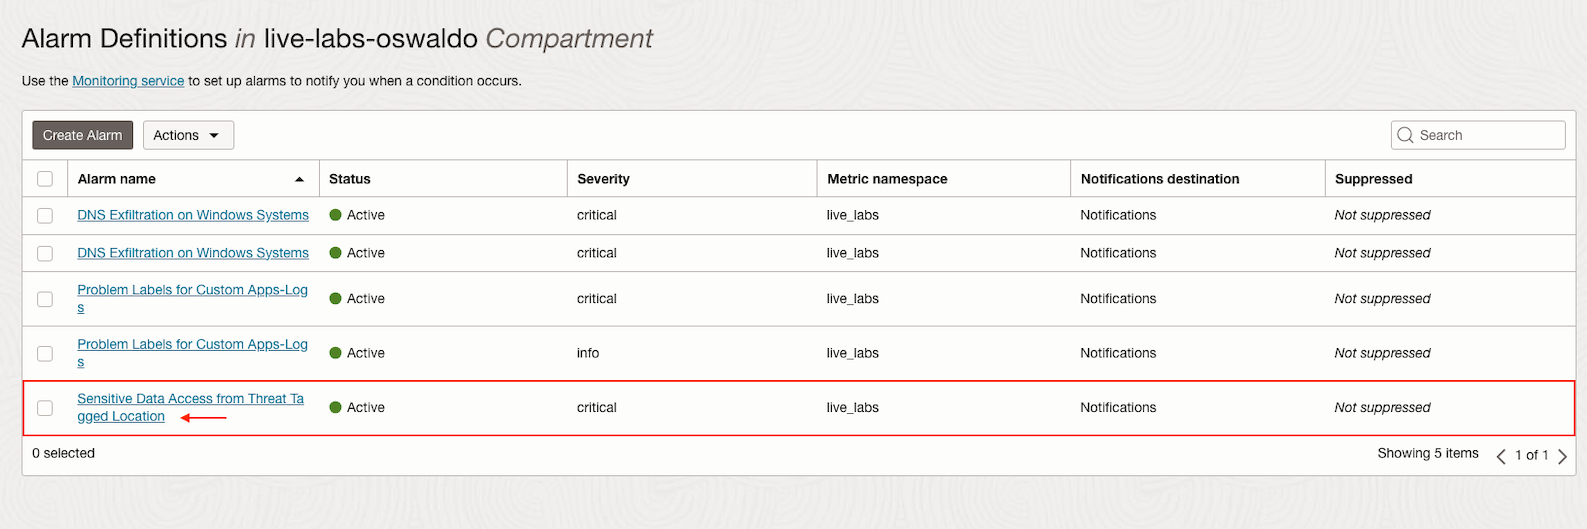 Alarm Definitions in live-labs-oswaldo Compartment
Use the Monitoring service to set up alarms to notify you when a condition occurs.
Create Alarm Actions Search
Alarm name Status Severity Metric namespace Notifications destination Suppressed
DNS Exfiltration on Windows Systems Active critical live_labs Notifications Not suppressed
DNS Exfiltration on Windows Systems Active critical live_labs Notifications Not suppressed
Problem Labels for Custom Apps-Log
s
Active critical live_labs Notifications Not suppressed
Problem Labels for Custom Apps-Log
s
Active info live_labs Notifications Not suppressed
Sensitive Data Access from Threat Ta
gged Location
Active critical live_labs Notifications Not suppressed
0 selected Showing 5 items 1 of 1